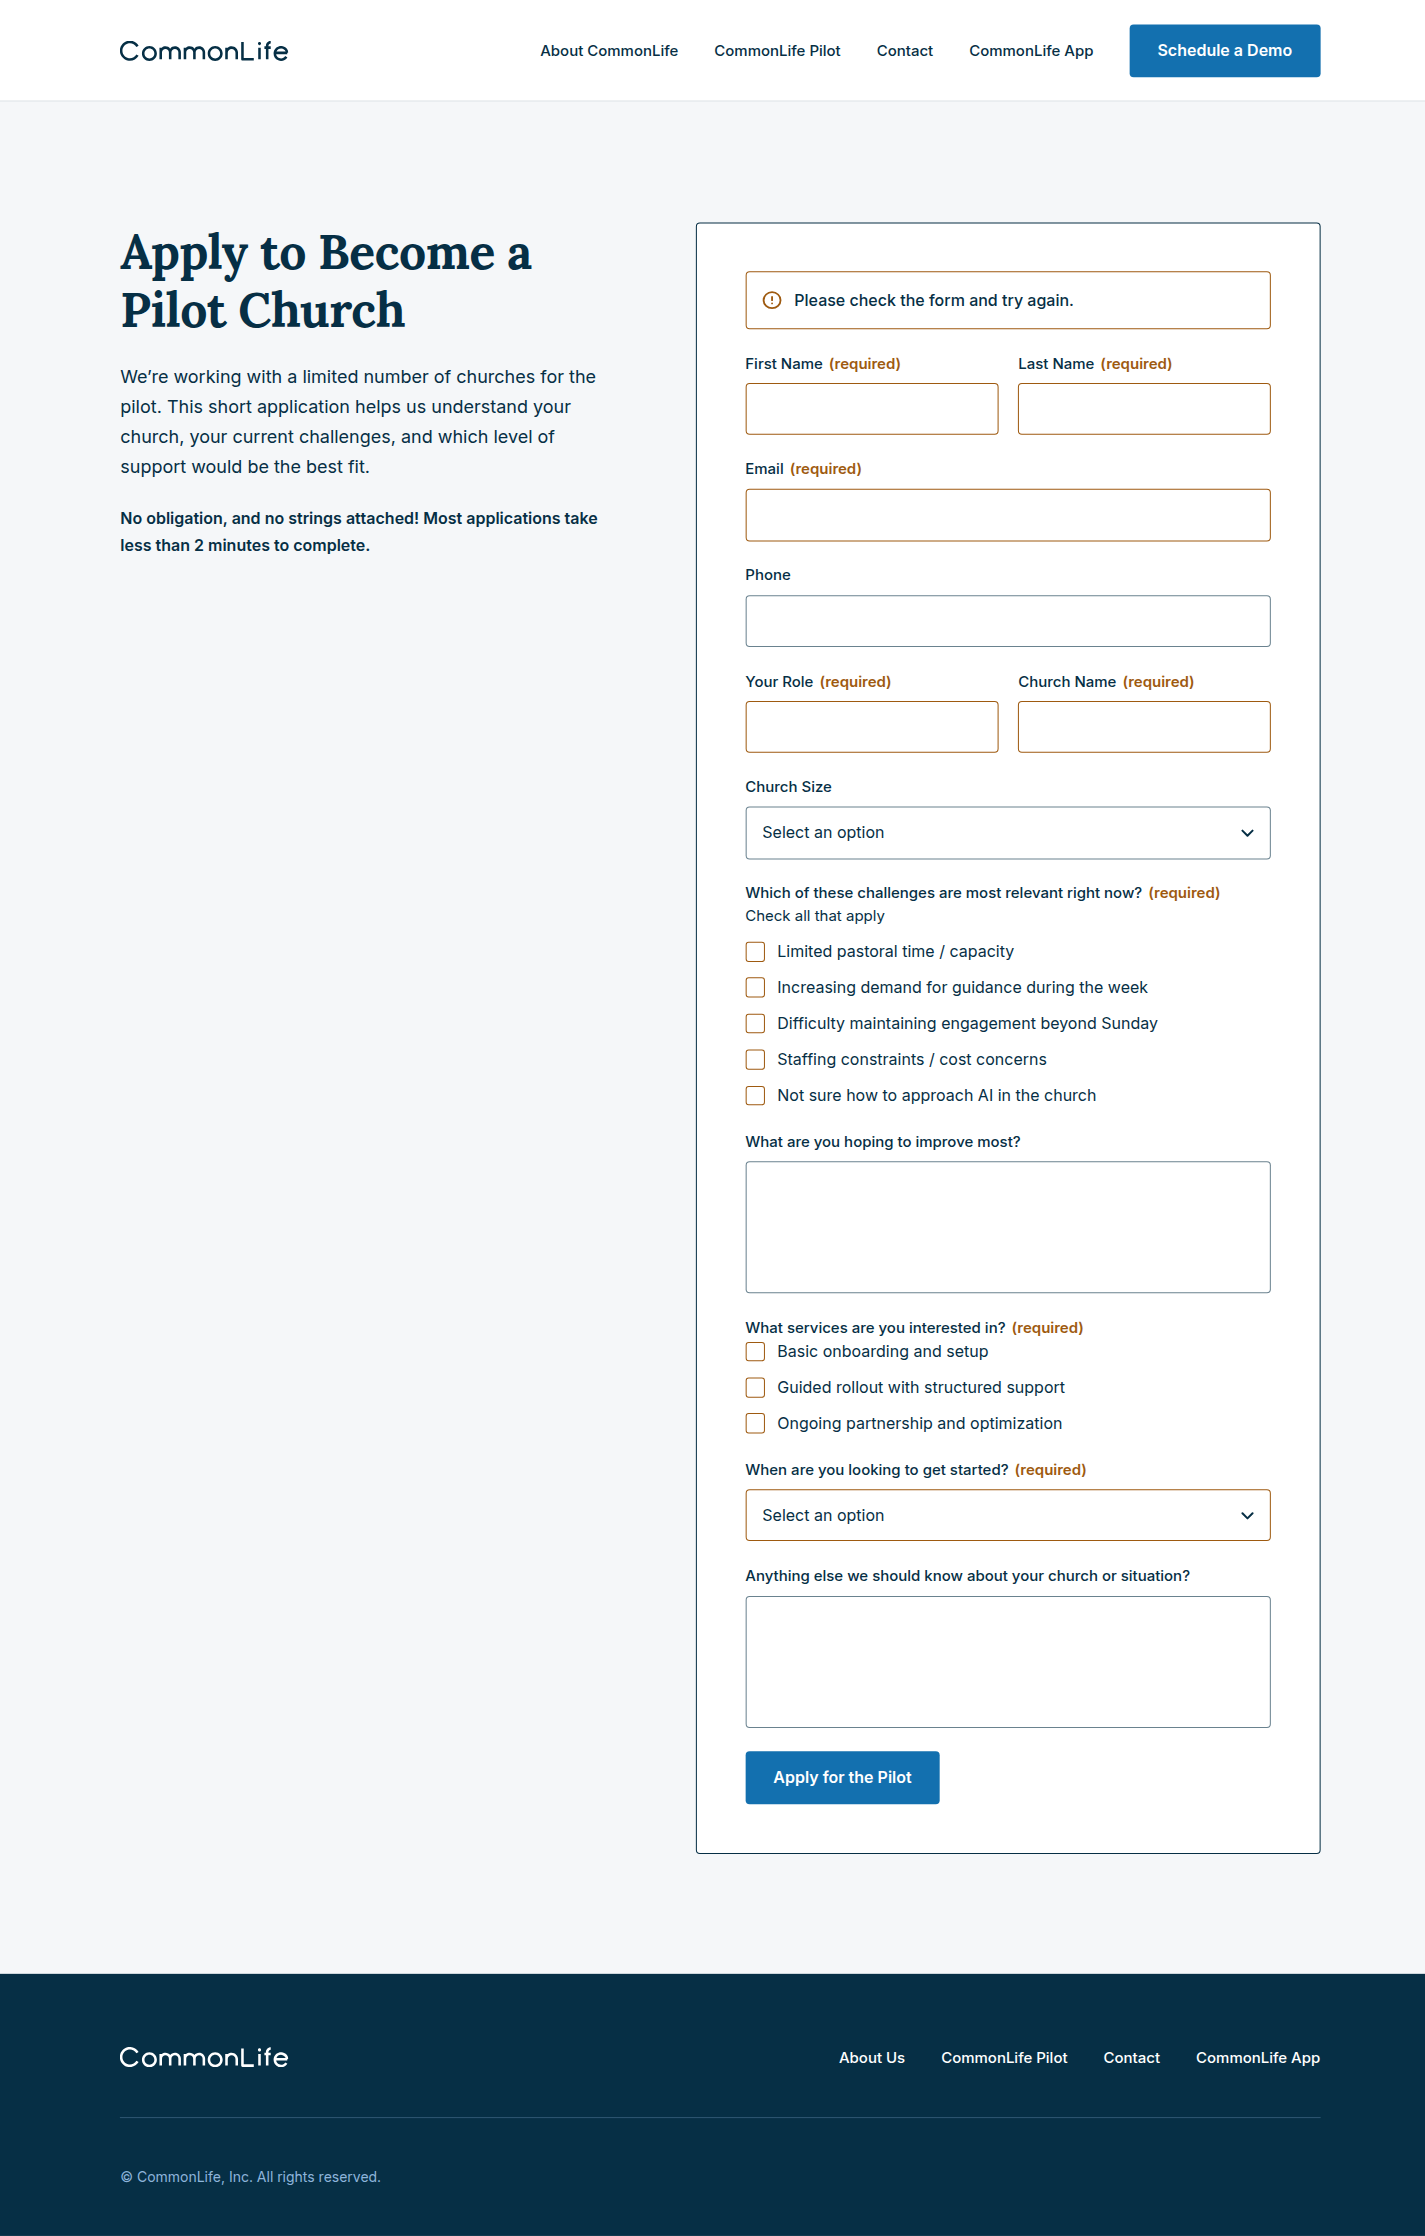 CommonLife
About CommonLife
CommonLife Pilot
Contact
CommonLife App
Schedule a Demo
Apply to Become a
Pilot Church
We’re working with a limited number of churches for the
pilot. This short application helps us understand your
church, your current challenges, and which level of
support would be the best fit.
No obligation, and no strings attached! Most applications take
less than 2 minutes to complete.
Please check the form and try again.
First Name (required)
Last Name (required)
Email (required)
Phone
Your Role (required)
Church Name (required)
Church Size
Select an option
Which of these challenges are most relevant right now? (required)
Check all that apply
Limited pastoral time / capacity
Increasing demand for guidance during the week
Difficulty maintaining engagement beyond Sunday
Staffing constraints / cost concerns
Not sure how to approach AI in the church
What are you hoping to improve most?
What services are you interested in? (required)
Basic onboarding and setup
Guided rollout with structured support
Ongoing partnership and optimization
When are you looking to get started? (required)
Select an option
Anything else we should know about your church or situation?
Apply for the Pilot
CommonLife
About Us
CommonLife Pilot
Contact
CommonLife App
© CommonLife, Inc. All rights reserved.